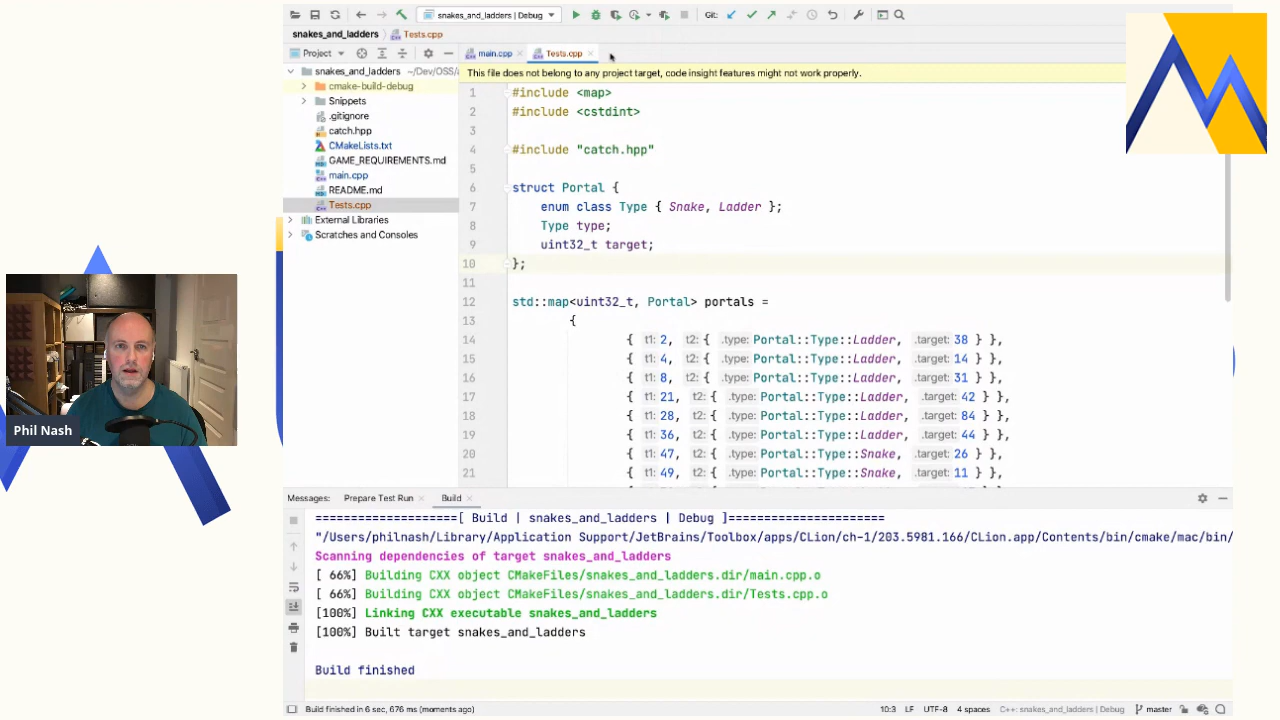 snakes_and_ladders | Debug
Git:
snakes_and_ladders
Tests.cpp
Project
main.cpp
Tests.cpp
snakes_and_ladders ~/Dev/OSS/
This file does not belong to any project target, code insight features might not work properly.
cmake-build-debug
Snippets
.gitignore
catch.hpp
CMakeLists.txt
GAME_REQUIREMENTS.md
main.cpp
README.md
Tests.cpp
External Libraries
Scratches and Consoles
1 #include <map>
2 #include <cstdint>
3
4 #include "catch.hpp"
5
6 struct Portal {
7 enum class Type { Snake, Ladder };
8 Type type;
9 uint32_t target;
10 };
11
12 std::map<uint32_t, Portal> portals =
13 {
14 { t1: 2, t2: { .type: Portal::Type::Ladder, .target: 38 } },
15 { t1: 4, t2: { .type: Portal::Type::Ladder, .target: 14 } },
16 { t1: 8, t2: { .type: Portal::Type::Ladder, .target: 31 } },
17 { t1: 21, t2: { .type: Portal::Type::Ladder, .target: 42 } },
18 { t1: 28, t2: { .type: Portal::Type::Ladder, .target: 84 } },
19 { t1: 36, t2: { .type: Portal::Type::Ladder, .target: 44 } },
20 { t1: 47, t2: { .type: Portal::Type::Snake, .target: 26 } },
21 { t1: 49, t2: { .type: Portal::Type::Snake, .target: 11 } },
Phil Nash
Messages: Prepare Test Run Build
====================[ Build | snakes_and_ladders | Debug ]======================
"/Users/philnash/Library/Application Support/JetBrains/Toolbox/apps/CLion/ch-1/203.5981.166/CLion.app/Contents/bin/cmake/mac/bin/
Scanning dependencies of target snakes_and_ladders
[ 66%] Building CXX object CMakeFiles/snakes_and_ladders.dir/main.cpp.o
[ 66%] Building CXX object CMakeFiles/snakes_and_ladders.dir/Tests.cpp.o
[100%] Linking CXX executable snakes_and_ladders
[100%] Built target snakes_and_ladders
Build finished
Build finished in 6 sec, 676 ms (moments ago)
10:3 LF UTF-8 4 spaces C++: snakes_and_ladders | Debug master